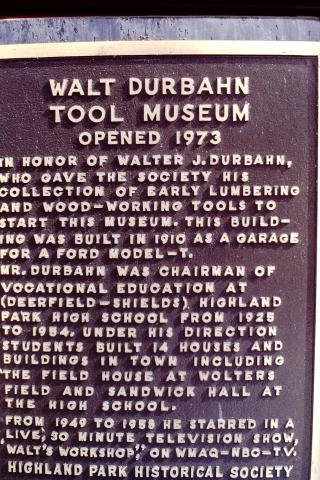 WALT DURBAHN
TOOL MUSEUM
OPENED 1973
IN HONOR OF WALTER J. DURBAHN,
WHO GAVE THE SOCIETY HIS
COLLECTION OF EARLY LUMBERING
AND WOOD-WORKING TOOLS TO
START THIS MUSEUM. THIS BUILD-
ING WAS BUILT IN 1910 AS A GARAGE
FOR A FORD MODEL-T.
MR. DURBAHN WAS CHAIRMAN OF
VOCATIONAL EDUCATION AT
(DEERFIELD-SHIELDS) HIGHLAND
PARK HIGH SCHOOL FROM 1925
TO 1954. UNDER HIS DIRECTION
STUDENTS BUILT 14 HOUSES AND
BUILDINGS IN TOWN INCLUDING
THE FIELD HOUSE AT WOLTERS
FIELD AND SANDWICK HALL AT
THE HIGH SCHOOL.
FROM 1949 TO 1958 HE STARRED IN A
LIVE, 30 MINUTE TELEVISION SHOW,
"WALT'S WORKSHOP," ON WMAQ-NBC-TV.
HIGHLAND PARK HISTORICAL SOCIETY